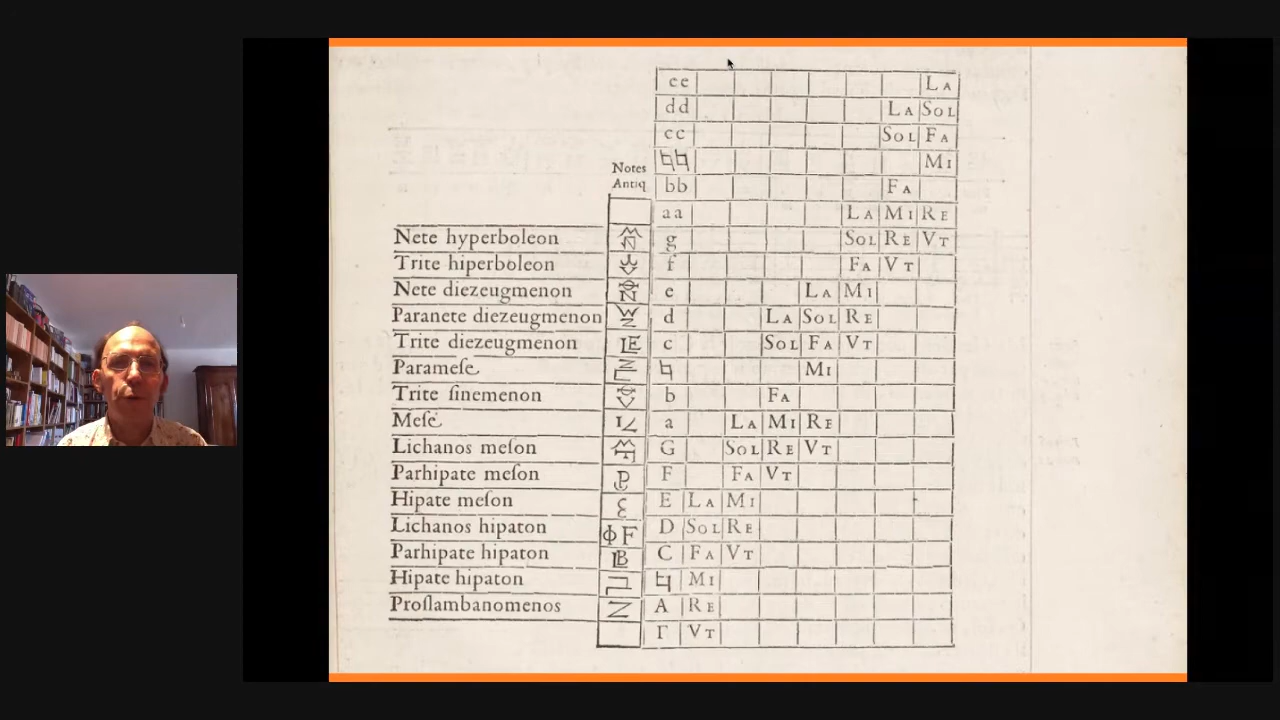 ee LA
dd LA SOL
cc SOL FA
Notes ♮♮ MI
Antiq bb FA
aa LA MI RE
Nete hyperboleon g SOL RE VT
Trite hiperboleon f FA VT
Nete diezeugmenon e LA MI
Paranete diezeugmenon d LA SOL RE
Trite diezeugmenon c SOL FA VT
Parameſe ♮ MI
Trite ſinemenon b FA
Meſe a LA MI RE
Lichanos meſon G SOL RE VT
Parhipate meſon F FA VT
Hipate meſon E LA MI
Lichanos hipaton ΦF D SOL RE
Parhipate hipaton C FA VT
Hipate hipaton ♮ MI
Proſlambanomenos A RE
Γ VT